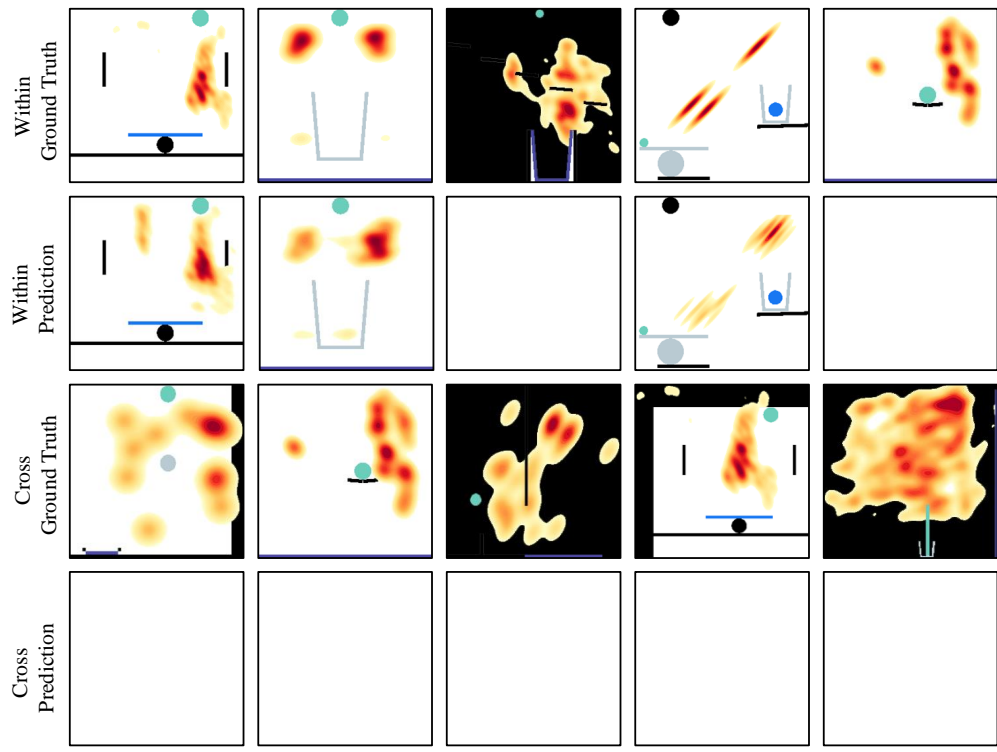 Within
Ground Truth
Within
Prediction
Cross
Ground Truth
Cross
Prediction